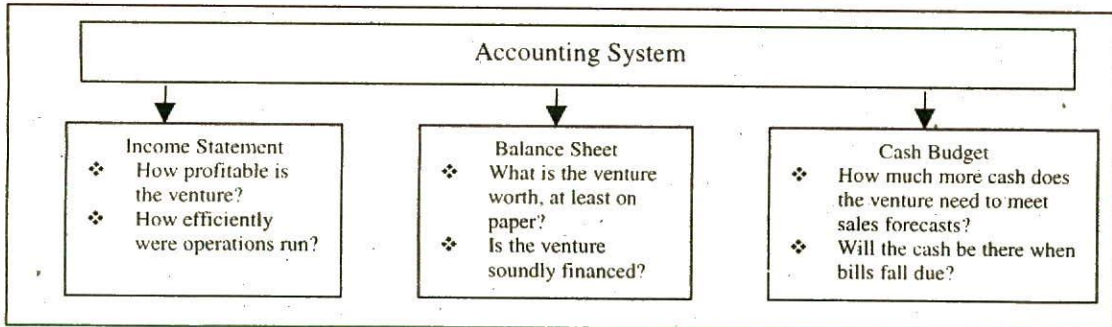 Accounting System
Income Statement
❖ How profitable is
the venture?
❖ How efficiently
were operations run?
Balance Sheet
❖ What is the venture
worth, at least on
paper?
❖ Is the venture
soundly financed?
Cash Budget
❖ How much more cash does
the venture need to meet
sales forecasts?
❖ Will the cash be there when
bills fall due?